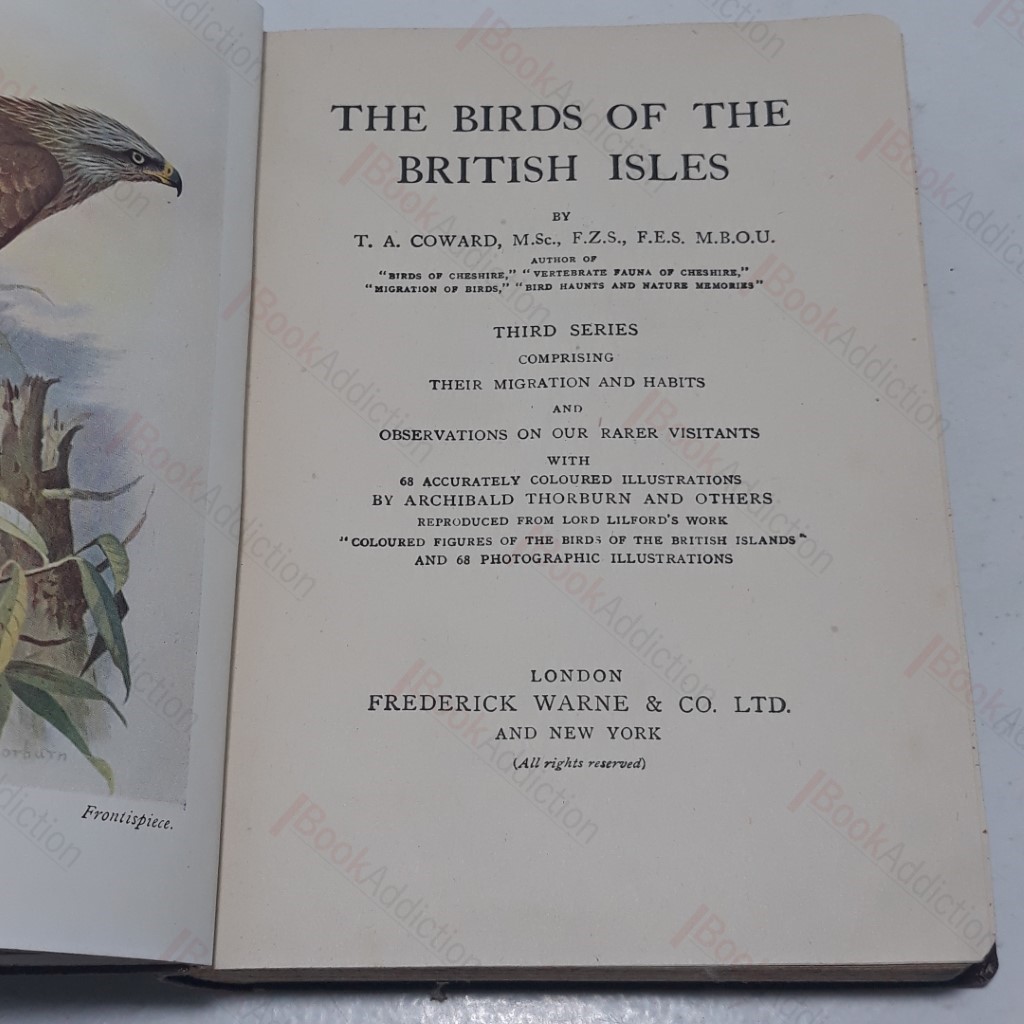 THE BIRDS OF THE
BRITISH ISLES
BY
T. A. COWARD, M.Sc., F.Z.S., F.E.S. M.B.O.U.
AUTHOR OF
"BIRDS OF CHESHIRE," "VERTEBRATE FAUNA OF CHESHIRE,"
"MIGRATION OF BIRDS," "BIRD HAUNTS AND NATURE MEMORIES"
THIRD SERIES
COMPRISING
THEIR MIGRATION AND HABITS
AND
OBSERVATIONS ON OUR RARER VISITANTS
WITH
68 ACCURATELY COLOURED ILLUSTRATIONS
BY ARCHIBALD THORBURN AND OTHERS
REPRODUCED FROM LORD LILFORD'S WORK
"COLOURED FIGURES OF THE BIRDS OF THE BRITISH ISLANDS"
AND 68 PHOTOGRAPHIC ILLUSTRATIONS
LONDON
FREDERICK WARNE & CO. LTD.
AND NEW YORK
(All rights reserved)
Frontispiece.
BookAddiction